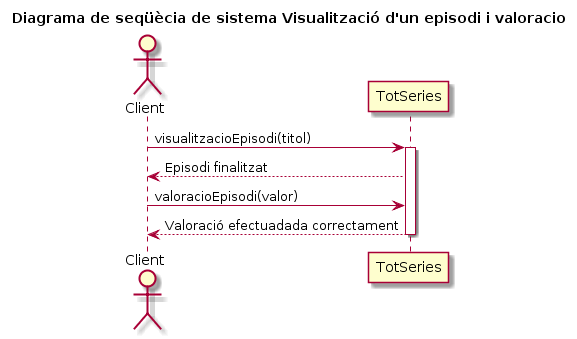 Diagrama de seqüècia de sistema Visualització d'un episodi i valoracio
Client
TotSeries
visualitzacioEpisodi(titol)
Episodi finalitzat
valoracioEpisodi(valor)
Valoració efectuadada correctament
Client
TotSeries